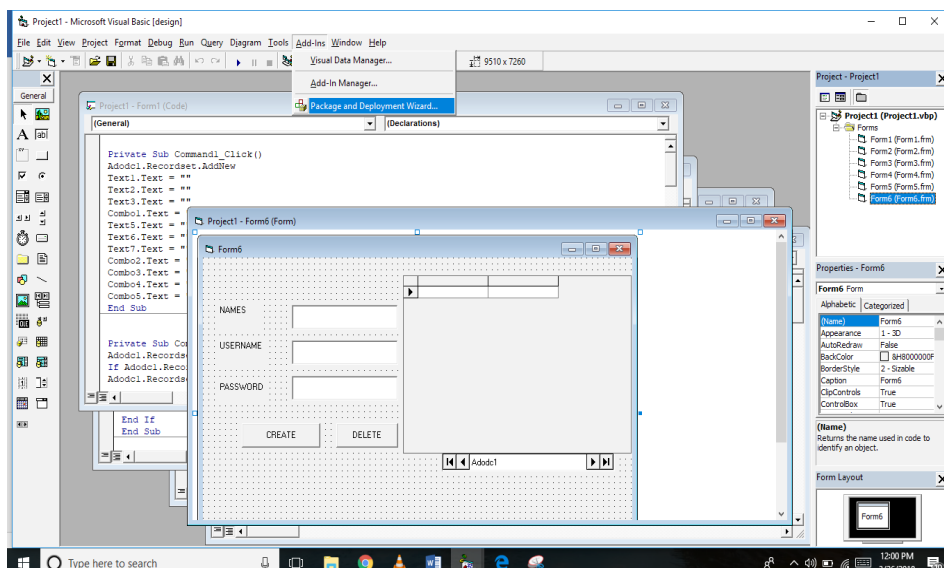 Project1 - Microsoft Visual Basic [design]
File Edit View Project Format Debug Run Query Diagram Tools Add-Ins Window Help
Visual Data Manager...
Add-In Manager...
Package and Deployment Wizard...
9510 x 7260
General
A
ab|
Project1 - Form1 (Code)
(General)
(Declarations)
Private Sub Command1_Click()
Adodc1.Recordset.AddNew
Text1.Text = ""
Text2.Text = ""
Text3.Text = ""
Combo1.Text =
Text5.Text = "
Text6.Text = "
Text7.Text = "
Combo2.Text =
Combo3.Text =
Combo4.Text =
Combo5.Text =
End Sub
Private Sub Co
Adodc1.Records
If Adodc1.Reco
Adodc1.Records
End If
End Sub
Project1 - Form6 (Form)
Form6
NAMES
USERNAME
PASSWORD
CREATE
DELETE
Adodc1
Project - Project1
Project1 (Project1.vbp)
Forms
Form1 (Form1.frm)
Form2 (Form2.frm)
Form3 (Form3.frm)
Form4 (Form4.frm)
Form5 (Form5.frm)
Form6 (Form6.frm)
Properties - Form6
Form6 Form
Alphabetic Categorized
(Name) Form6
Appearance 1 - 3D
AutoRedraw False
BackColor &H8000000F
BorderStyle 2 - Sizable
Caption Form6
ClipControls True
ControlBox True
(Name)
Returns the name used in code to
identify an object.
Form Layout
Form6
Type here to search
12:00 PM